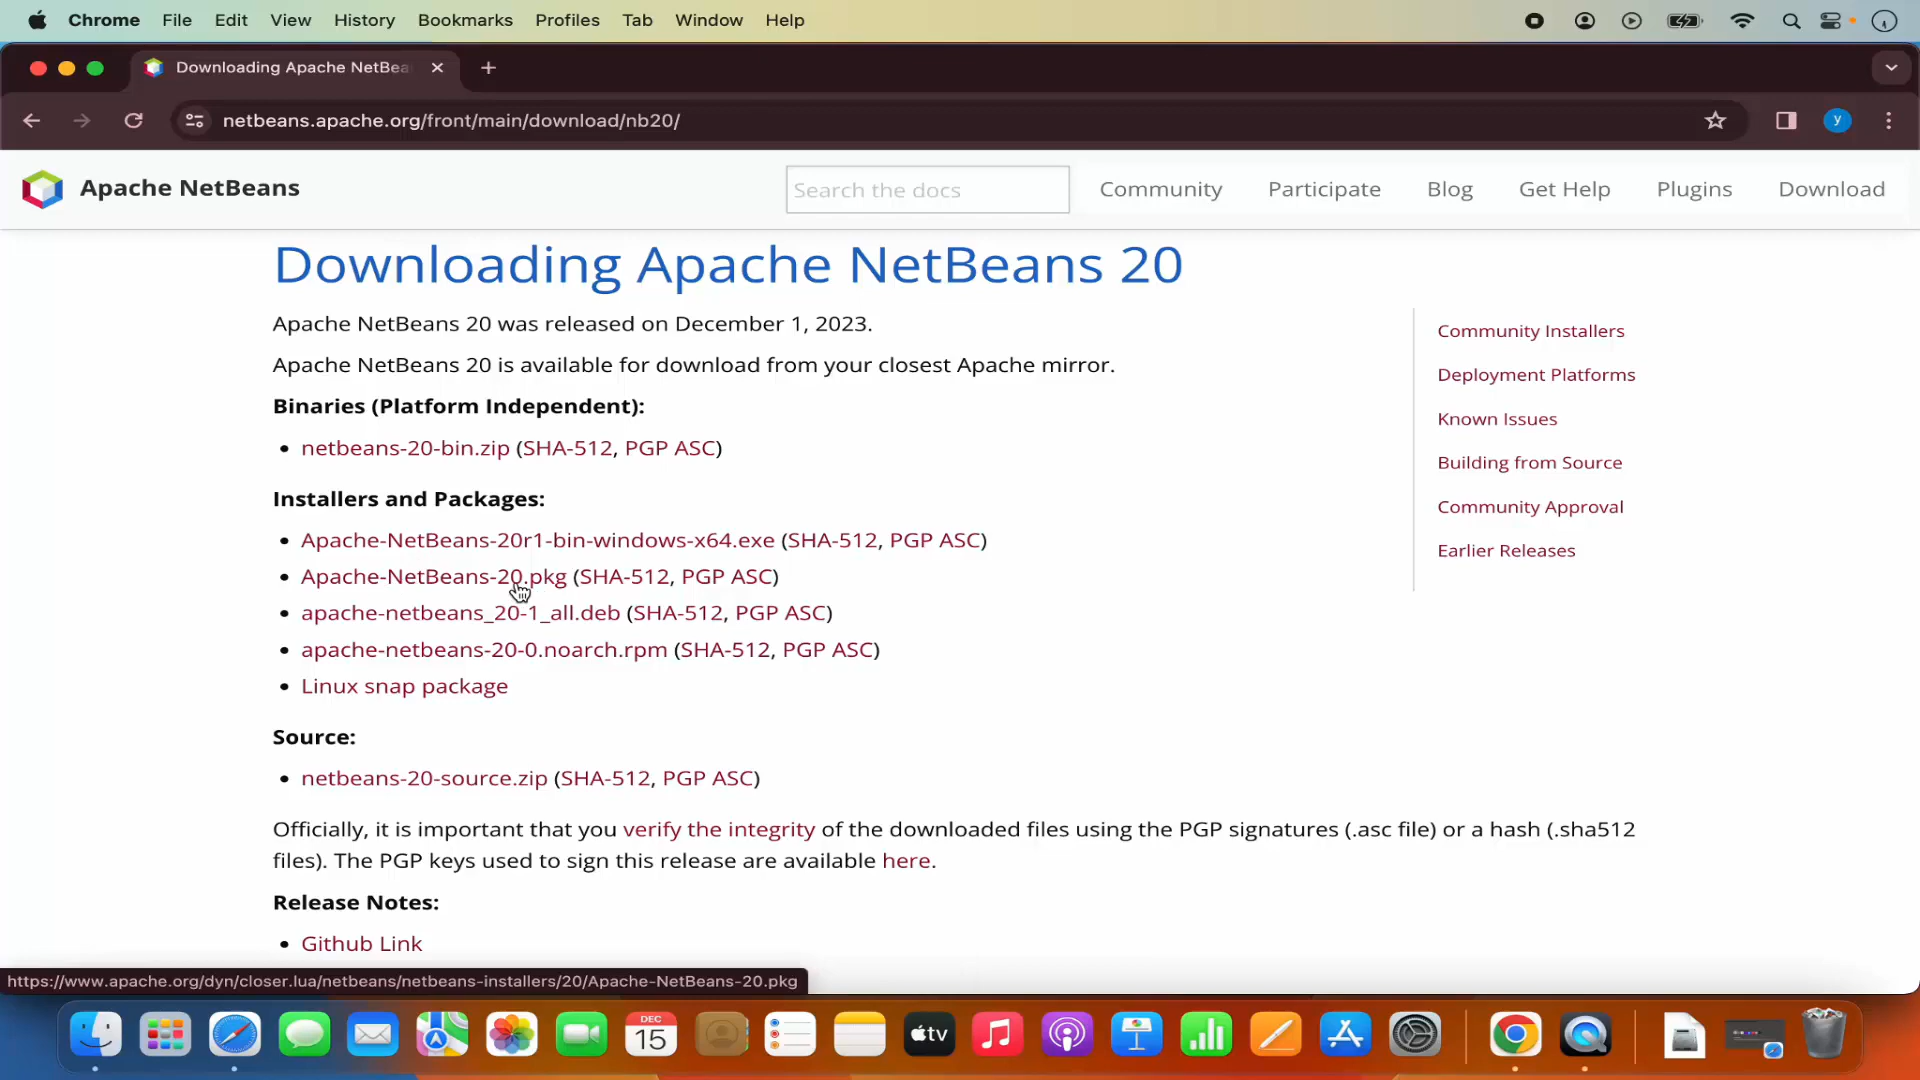 Chrome File Edit View History Bookmarks Profiles Tab Window Help
Downloading Apache NetBea
netbeans.apache.org/front/main/download/nb20/
y
Apache NetBeans
Search the docs
Community Participate Blog Get Help Plugins Download
Downloading Apache NetBeans 20
Apache NetBeans 20 was released on December 1, 2023.
Apache NetBeans 20 is available for download from your closest Apache mirror.
Binaries (Platform Independent):
• netbeans-20-bin.zip (SHA-512, PGP ASC)
Installers and Packages:
• Apache-NetBeans-20r1-bin-windows-x64.exe (SHA-512, PGP ASC)
• Apache-NetBeans-20.pkg (SHA-512, PGP ASC)
• apache-netbeans_20-1_all.deb (SHA-512, PGP ASC)
• apache-netbeans-20-0.noarch.rpm (SHA-512, PGP ASC)
• Linux snap package
Source:
• netbeans-20-source.zip (SHA-512, PGP ASC)
Officially, it is important that you verify the integrity of the downloaded files using the PGP signatures (.asc file) or a hash (.sha512
files). The PGP keys used to sign this release are available here.
Release Notes:
• Github Link
Community Installers
Deployment Platforms
Known Issues
Building from Source
Community Approval
Earlier Releases
https://www.apache.org/dyn/closer.lua/netbeans/netbeans-installers/20/Apache-NetBeans-20.pkg
DEC
15
tv